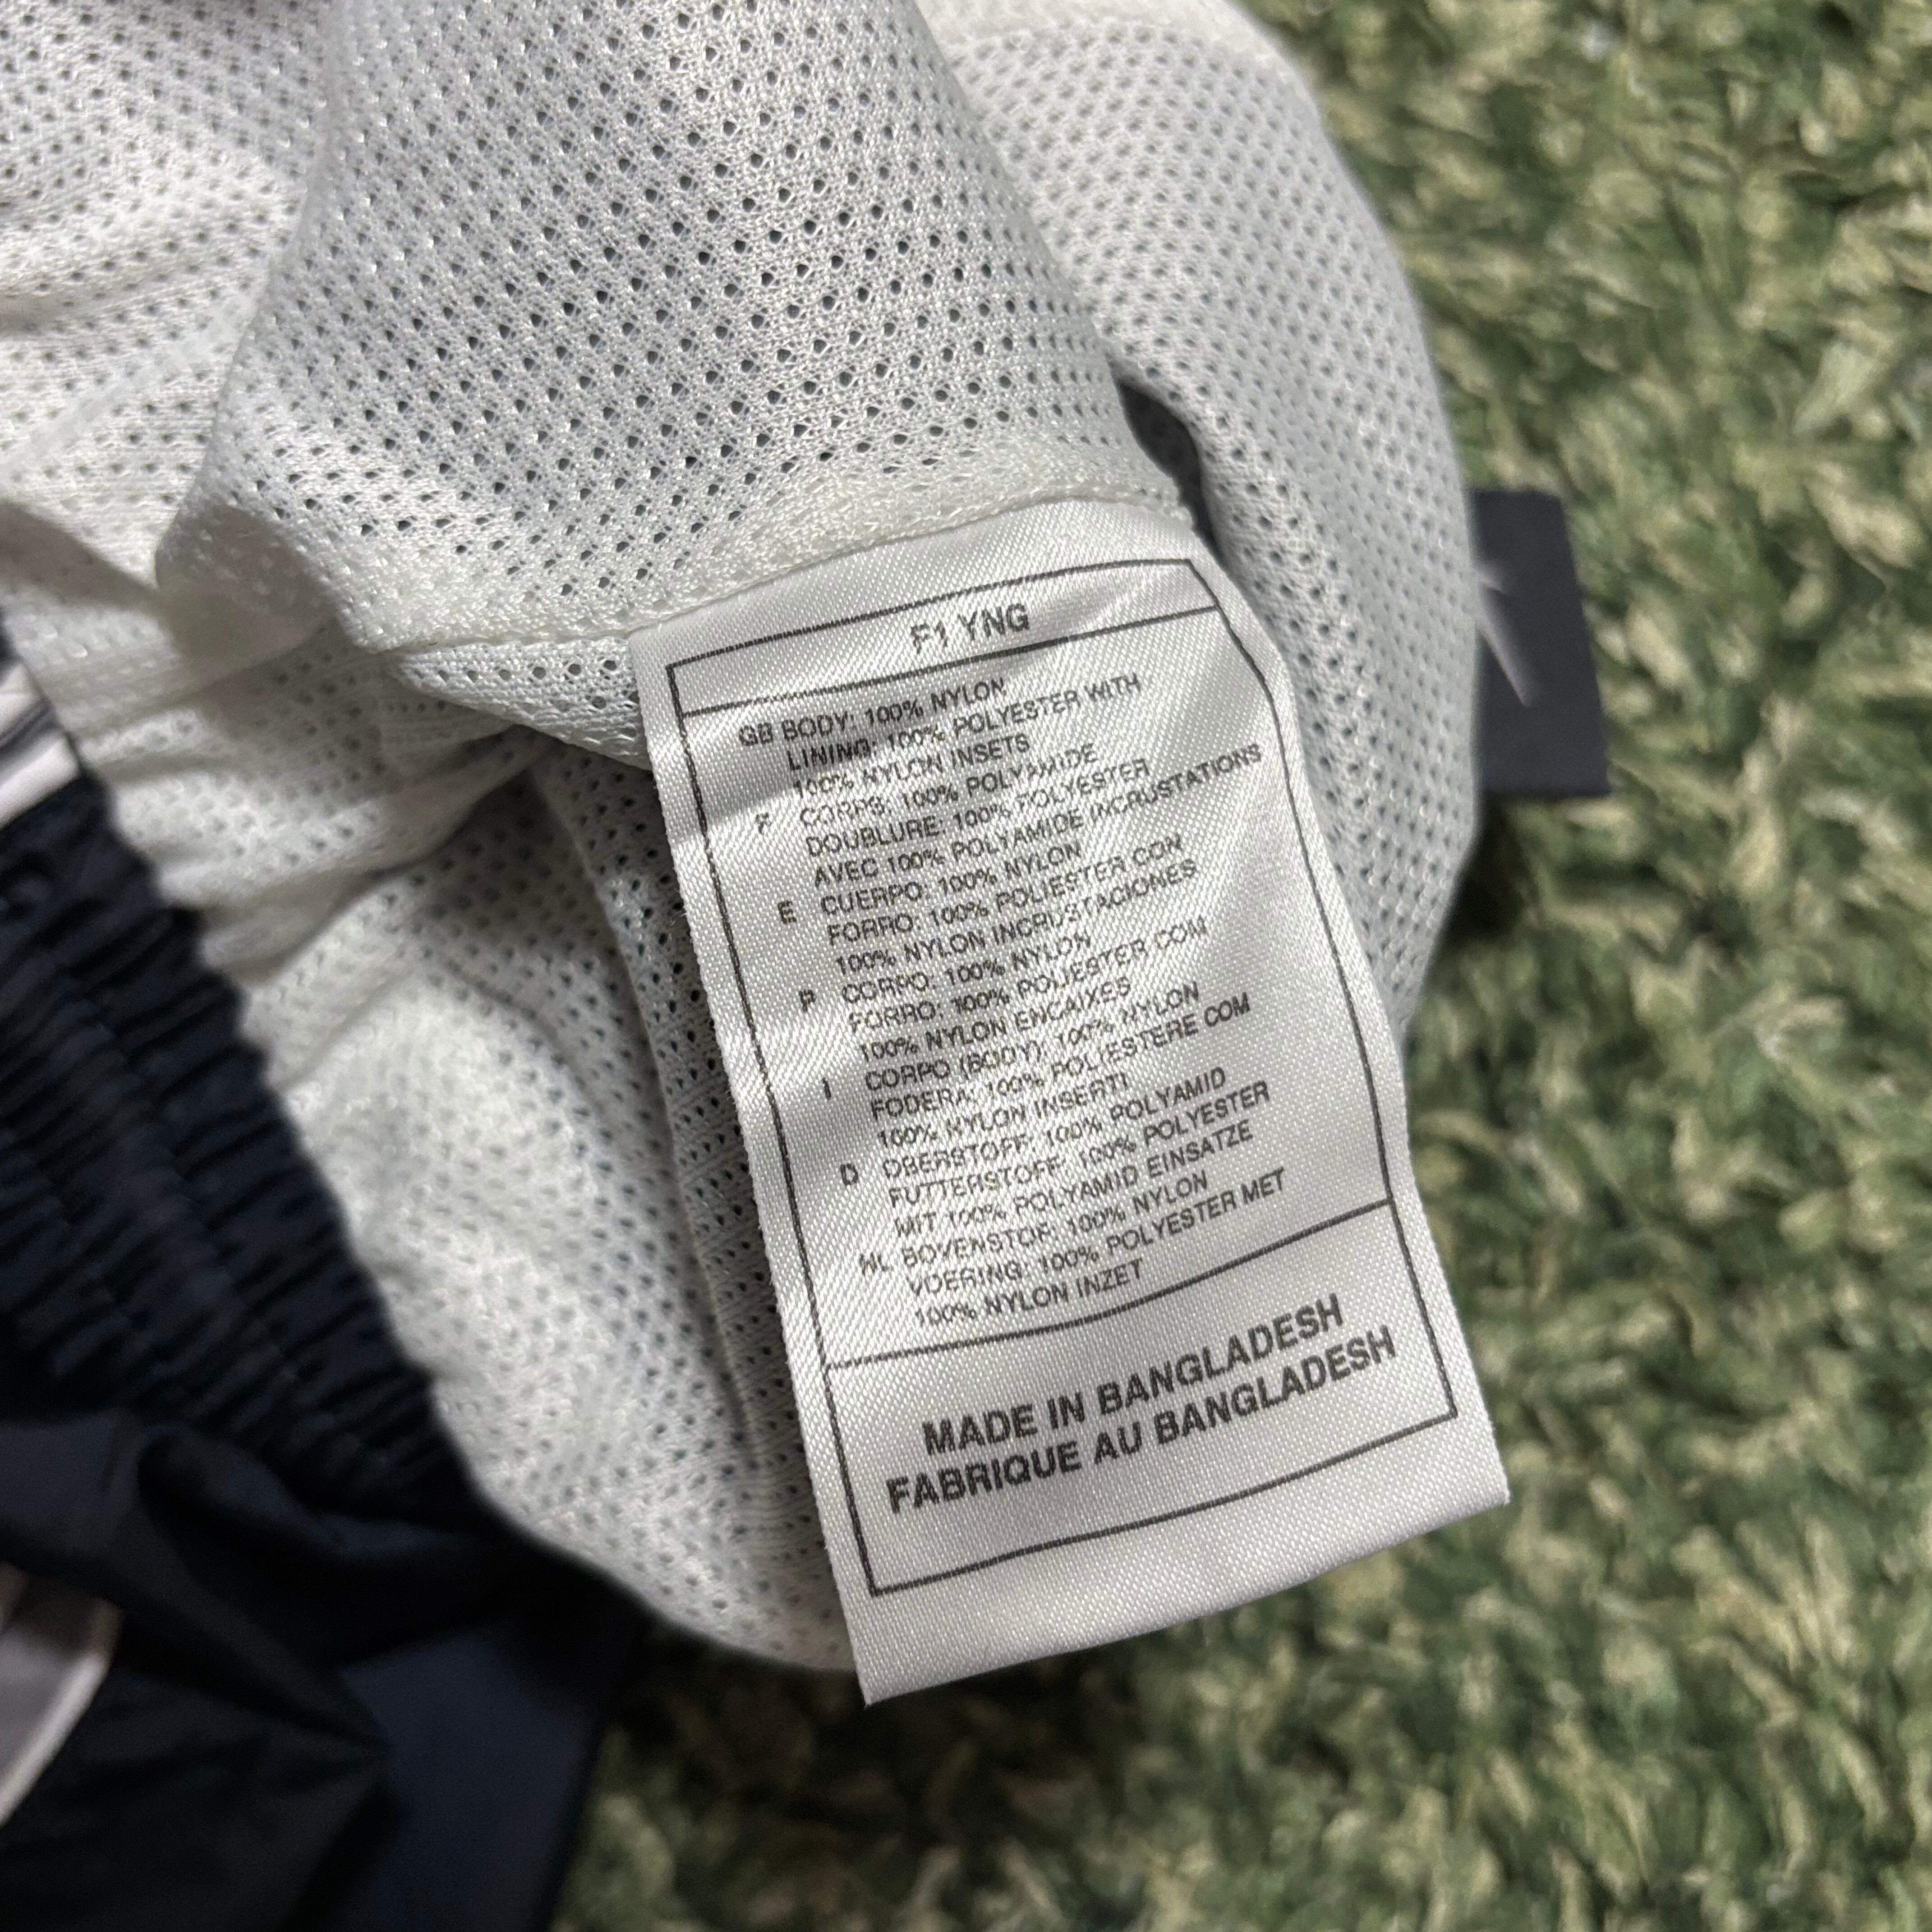 F1 YNG
GB BODY: 100% NYLON
LINING: 100% POLYESTER WITH
100% NYLON INSETS
F CORPS: 100% POLYAMIDE
DOUBLURE: 100% POLYESTER
AVEC 100% POLYAMIDE INCRUSTATIONS
E CUERPO: 100% NYLON
FORRO: 100% POLIESTER CON
100% NYLON INCRUSTACIONES
P CORPO: 100% NYLON
FORRO: 100% POLIESTER COM
100% NYLON ENCAIXES
I CORPO (BODY): 100% NYLON
FODERA: 100% POLIESTERE COM
100% NYLON INSERTI
D OBERSTOFF: 100% POLYAMID
FUTTERSTOFF: 100% POLYESTER
MIT 100% POLYAMID EINSATZE
NL BOVENSTOF: 100% NYLON
VOERING: 100% POLYESTER MET
100% NYLON INZET
MADE IN BANGLADESH
FABRIQUE AU BANGLADESH